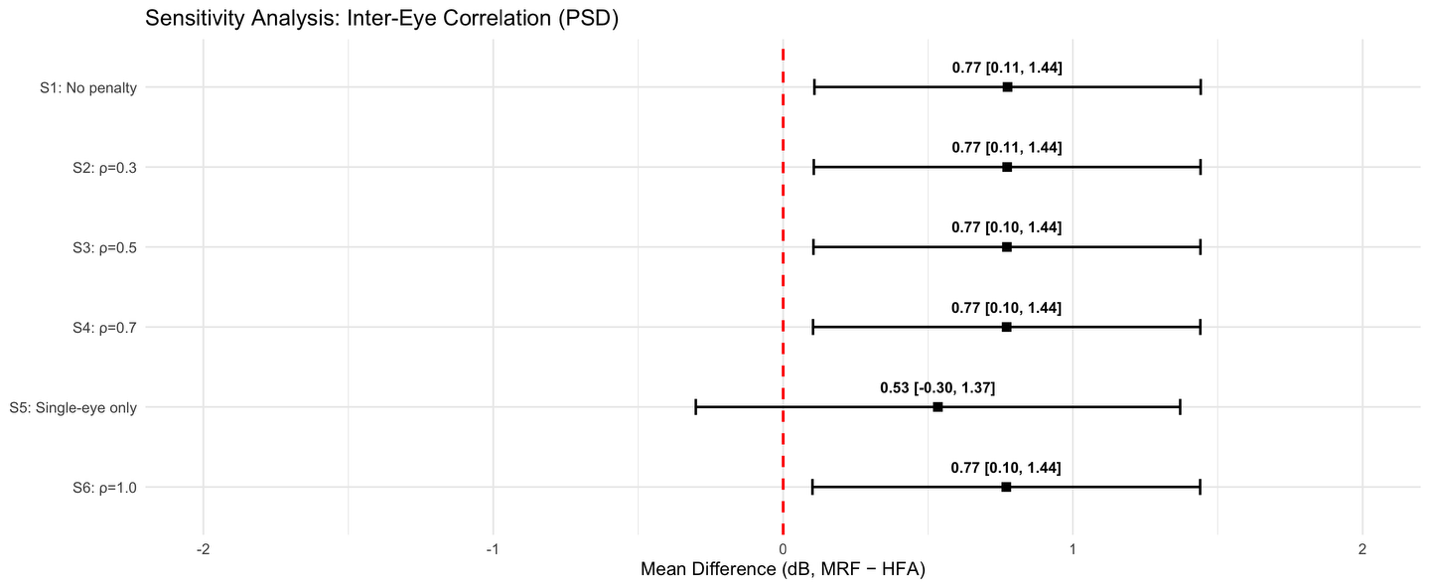 Sensitivity Analysis: Inter-Eye Correlation (PSD)
S1: No penalty
0.77 [0.11, 1.44]
S2: ρ=0.3
0.77 [0.11, 1.44]
S3: ρ=0.5
0.77 [0.10, 1.44]
S4: ρ=0.7
0.77 [0.10, 1.44]
S5: Single-eye only
0.53 [-0.30, 1.37]
S6: ρ=1.0
0.77 [0.10, 1.44]
-2 -1 0 1 2
Mean Difference (dB, MRF − HFA)